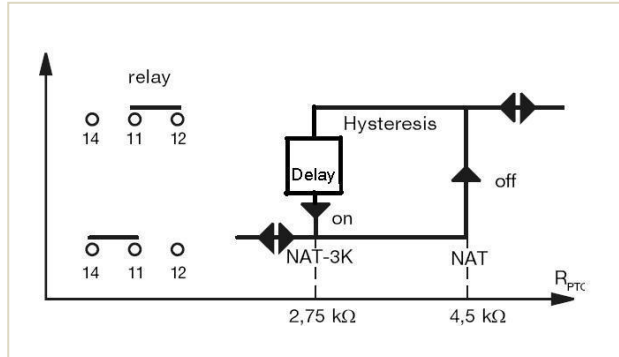 relay
14 11 12
Hysteresis
Delay
off
on
14 11 12
NAT-3K NAT
R_PTC
2,75 kΩ 4,5 kΩ